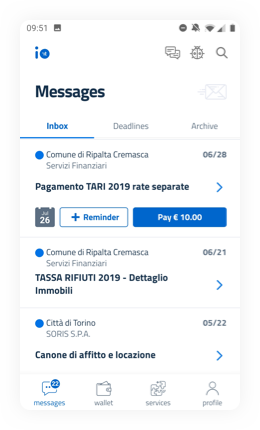 09:51
io
Messages
Inbox Deadlines Archive
Comune di Ripalta Cremasca 06/28
Servizi Finanziari
Pagamento TARI 2019 rate separate
Jul 26 + Reminder Pay € 10.00
Comune di Ripalta Cremasca 06/21
Servizi Finanziari
TASSA RIFIUTI 2019 - Dettaglio
Immobili
Città di Torino 05/22
SORIS S.P.A.
Canone di affitto e locazione
22
messages wallet services profile